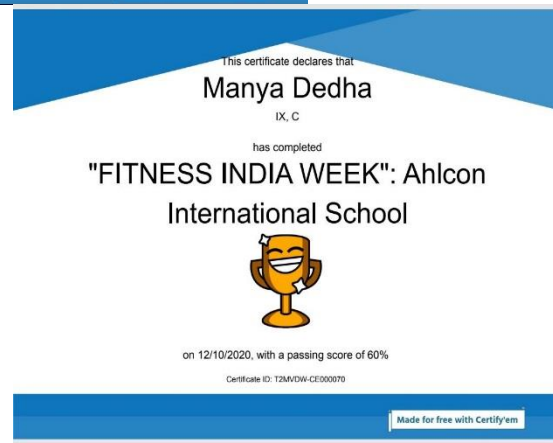 This certificate declares that
Manya Dedha
IX, C
has completed
"FITNESS INDIA WEEK": Ahlcon
International School
on 12/10/2020, with a passing score of 60%
Certificate ID: T2MVDW-CE000070
Made for free with Certify'em